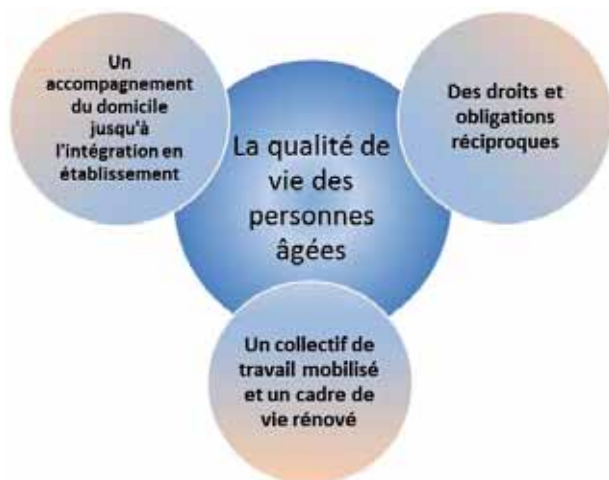 Un
accompagnement
du domicile
jusqu'à
l'intégration en
établissement
La qualité de
vie des
personnes
âgées
Des droits et
obligations
réciproques
Un collectif de
travail mobilisé
et un cadre de
vie rénové